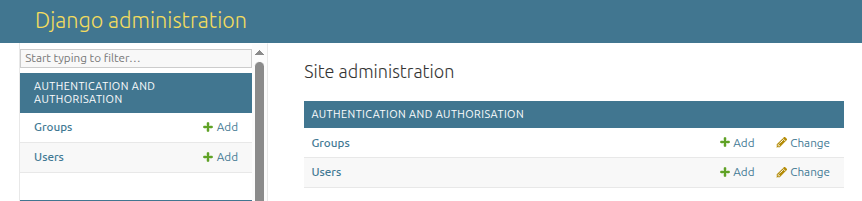 Django administration
Start typing to filter...
AUTHENTICATION AND
AUTHORISATION
Groups + Add
Users + Add
Site administration
AUTHENTICATION AND AUTHORISATION
Groups + Add Change
Users + Add Change